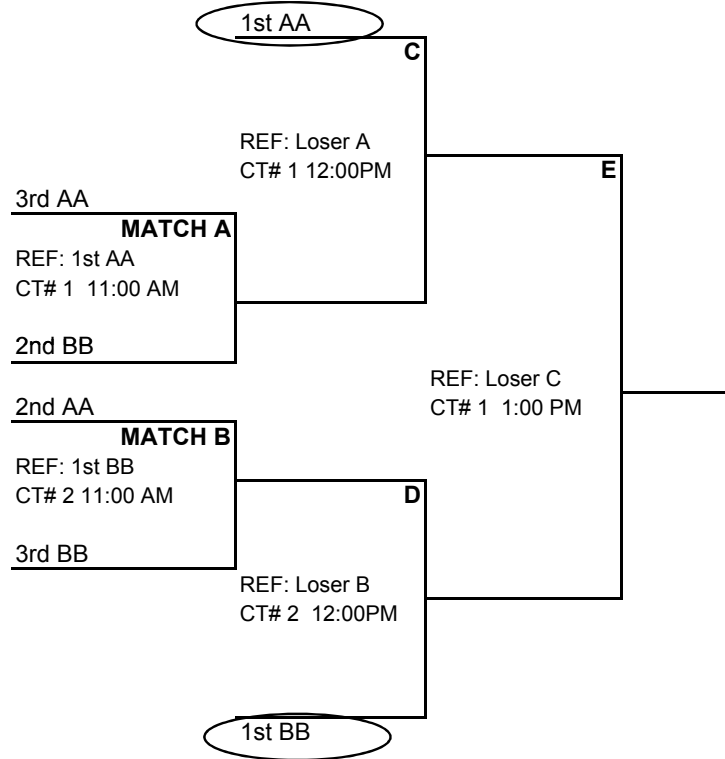 1st AA
C
REF: Loser A
CT# 1 12:00PM
E
3rd AA
MATCH A
REF: 1st AA
CT# 1  11:00 AM
2nd BB
REF: Loser C
CT# 1  1:00 PM
2nd AA
MATCH B
REF: 1st BB
CT# 2 11:00 AM
D
3rd BB
REF: Loser B
CT# 2  12:00PM
1st BB